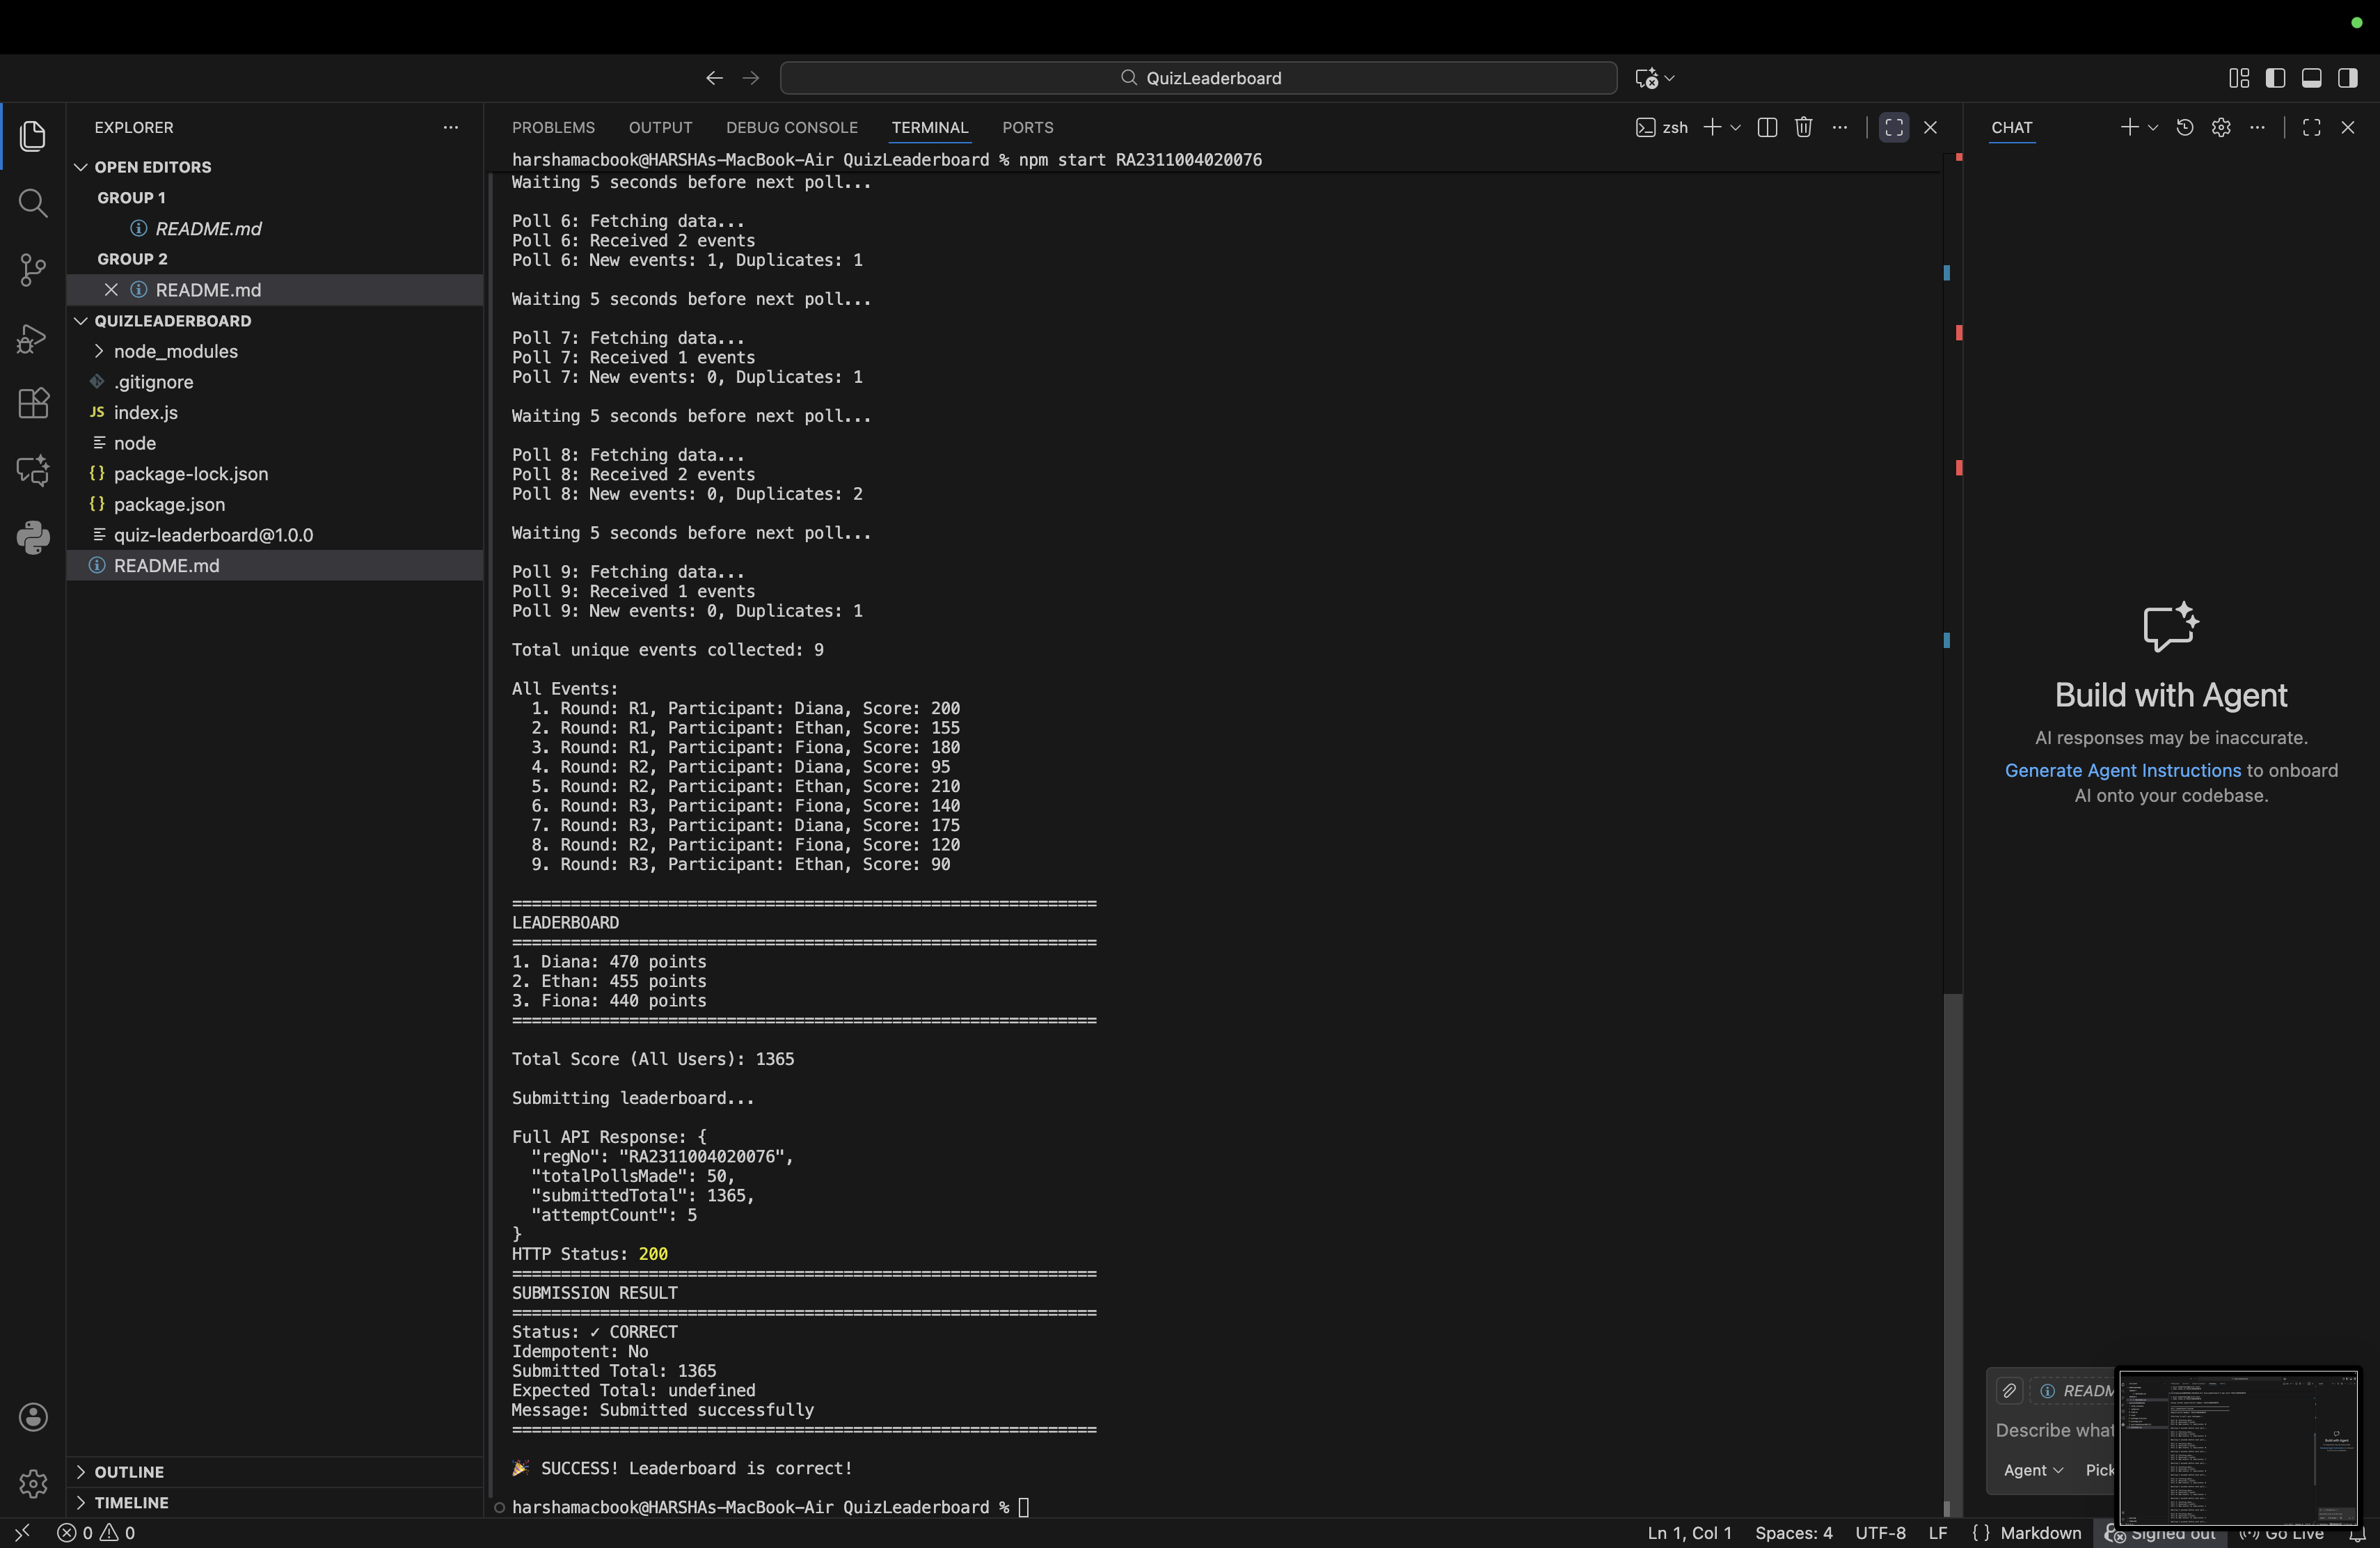 QuizLeaderboard
EXPLORER
OPEN EDITORS
GROUP 1
README.md
GROUP 2
README.md
QUIZLEADERBOARD
node_modules
.gitignore
JS index.js
node
{} package-lock.json
{} package.json
quiz-leaderboard@1.0.0
README.md
OUTLINE
TIMELINE
PROBLEMS OUTPUT DEBUG CONSOLE TERMINAL PORTS
zsh
harshamacbook@HARSHAs-MacBook-Air QuizLeaderboard % npm start RA2311004020076
Waiting 5 seconds before next poll...
Poll 6: Fetching data...
Poll 6: Received 2 events
Poll 6: New events: 1, Duplicates: 1
Waiting 5 seconds before next poll...
Poll 7: Fetching data...
Poll 7: Received 1 events
Poll 7: New events: 0, Duplicates: 1
Waiting 5 seconds before next poll...
Poll 8: Fetching data...
Poll 8: Received 2 events
Poll 8: New events: 0, Duplicates: 2
Waiting 5 seconds before next poll...
Poll 9: Fetching data...
Poll 9: Received 1 events
Poll 9: New events: 0, Duplicates: 1
Total unique events collected: 9
All Events:
1. Round: R1, Participant: Diana, Score: 200
2. Round: R1, Participant: Ethan, Score: 155
3. Round: R1, Participant: Fiona, Score: 180
4. Round: R2, Participant: Diana, Score: 95
5. Round: R2, Participant: Ethan, Score: 210
6. Round: R3, Participant: Fiona, Score: 140
7. Round: R3, Participant: Diana, Score: 175
8. Round: R2, Participant: Fiona, Score: 120
9. Round: R3, Participant: Ethan, Score: 90
============================================================
LEADERBOARD
============================================================
1. Diana: 470 points
2. Ethan: 455 points
3. Fiona: 440 points
============================================================
Total Score (All Users): 1365
Submitting leaderboard...
Full API Response: {
"regNo": "RA2311004020076",
"totalPollsMade": 50,
"submittedTotal": 1365,
"attemptCount": 5
}
HTTP Status: 200
============================================================
SUBMISSION RESULT
============================================================
Status: ✓ CORRECT
Idempotent: No
Submitted Total: 1365
Expected Total: undefined
Message: Submitted successfully
============================================================
🎉 SUCCESS! Leaderboard is correct!
harshamacbook@HARSHAs-MacBook-Air QuizLeaderboard %
CHAT
Build with Agent
AI responses may be inaccurate.
Generate Agent Instructions to onboard
AI onto your codebase.
READM
Describe what
Agent Pick
0 0
Ln 1, Col 1 Spaces: 4 UTF-8 LF {} Markdown Signed out Go Live